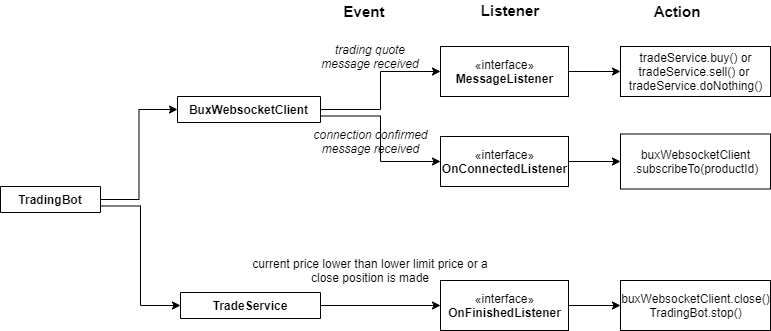 Event
Listener
Action
trading quote
message received
«interface»
MessageListener
tradeService.buy() or
tradeService.sell() or
tradeService.doNothing()
BuxWebsocketClient
connection confirmed
message received
«interface»
OnConnectedListener
buxWebsocketClient
.subscribeTo(productId)
TradingBot
current price lower than lower limit price or a
close position is made
TradeService
«interface»
OnFinishedListener
buxWebsocketClient.close()
TradingBot.stop()